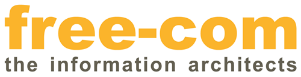 free-com
the information architects